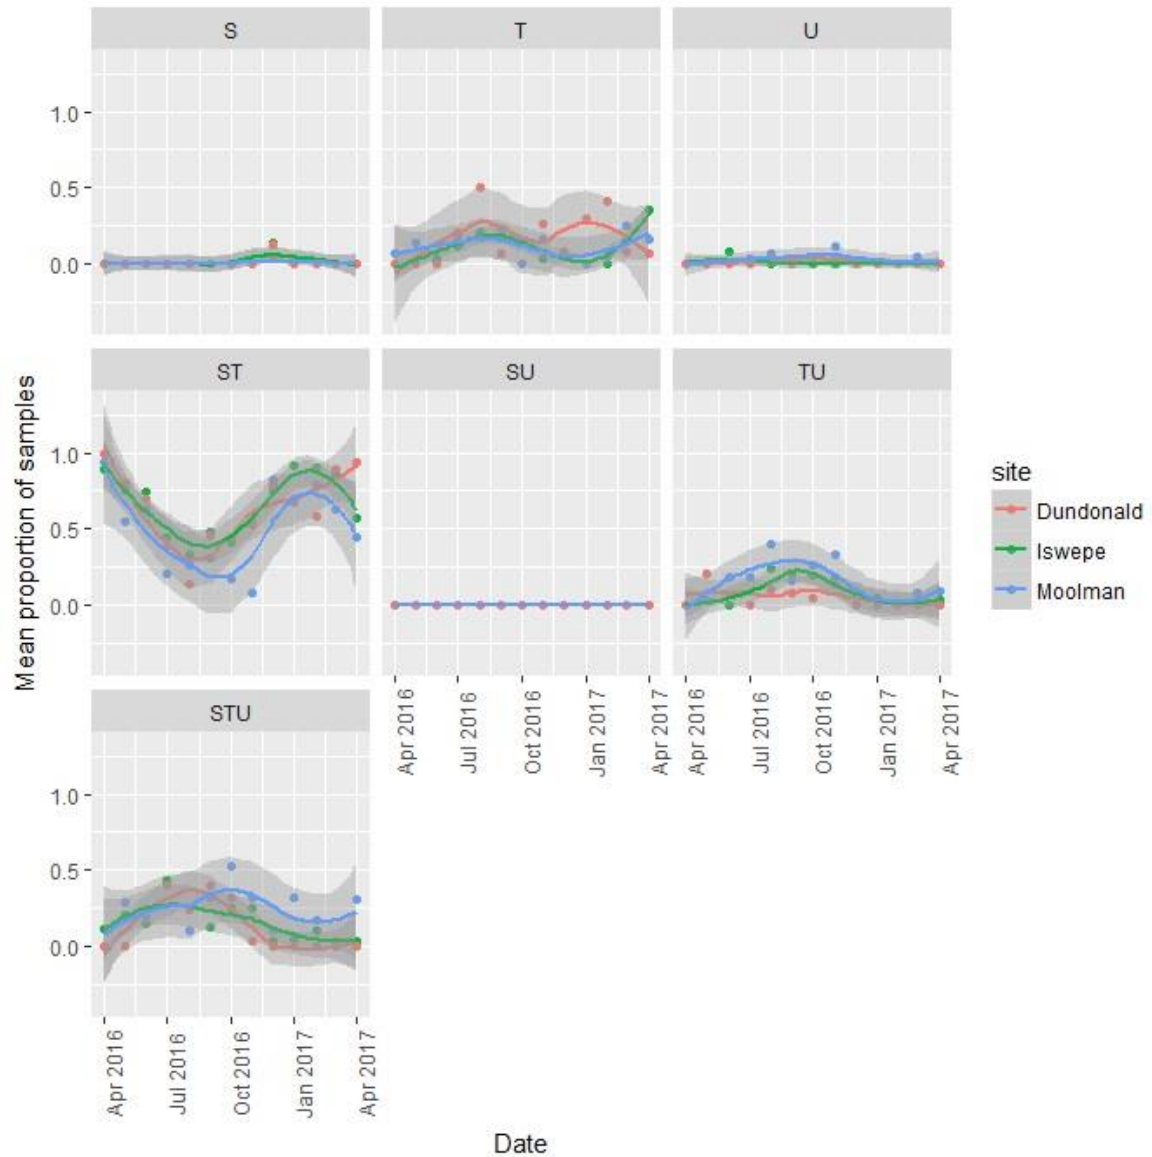 S T U
1.0
0.5
0.0
ST SU TU
1.0
0.5
0.0
Mean proportion of samples
site
Dundonald
Iswepe
Moolman
Apr 2016 Jul 2016 Oct 2016 Jan 2017 Apr 2017 Apr 2016 Jul 2016 Oct 2016 Jan 2017 Apr 2017
STU
1.0
0.5
0.0
Apr 2016 Jul 2016 Oct 2016 Jan 2017 Apr 2017
Date